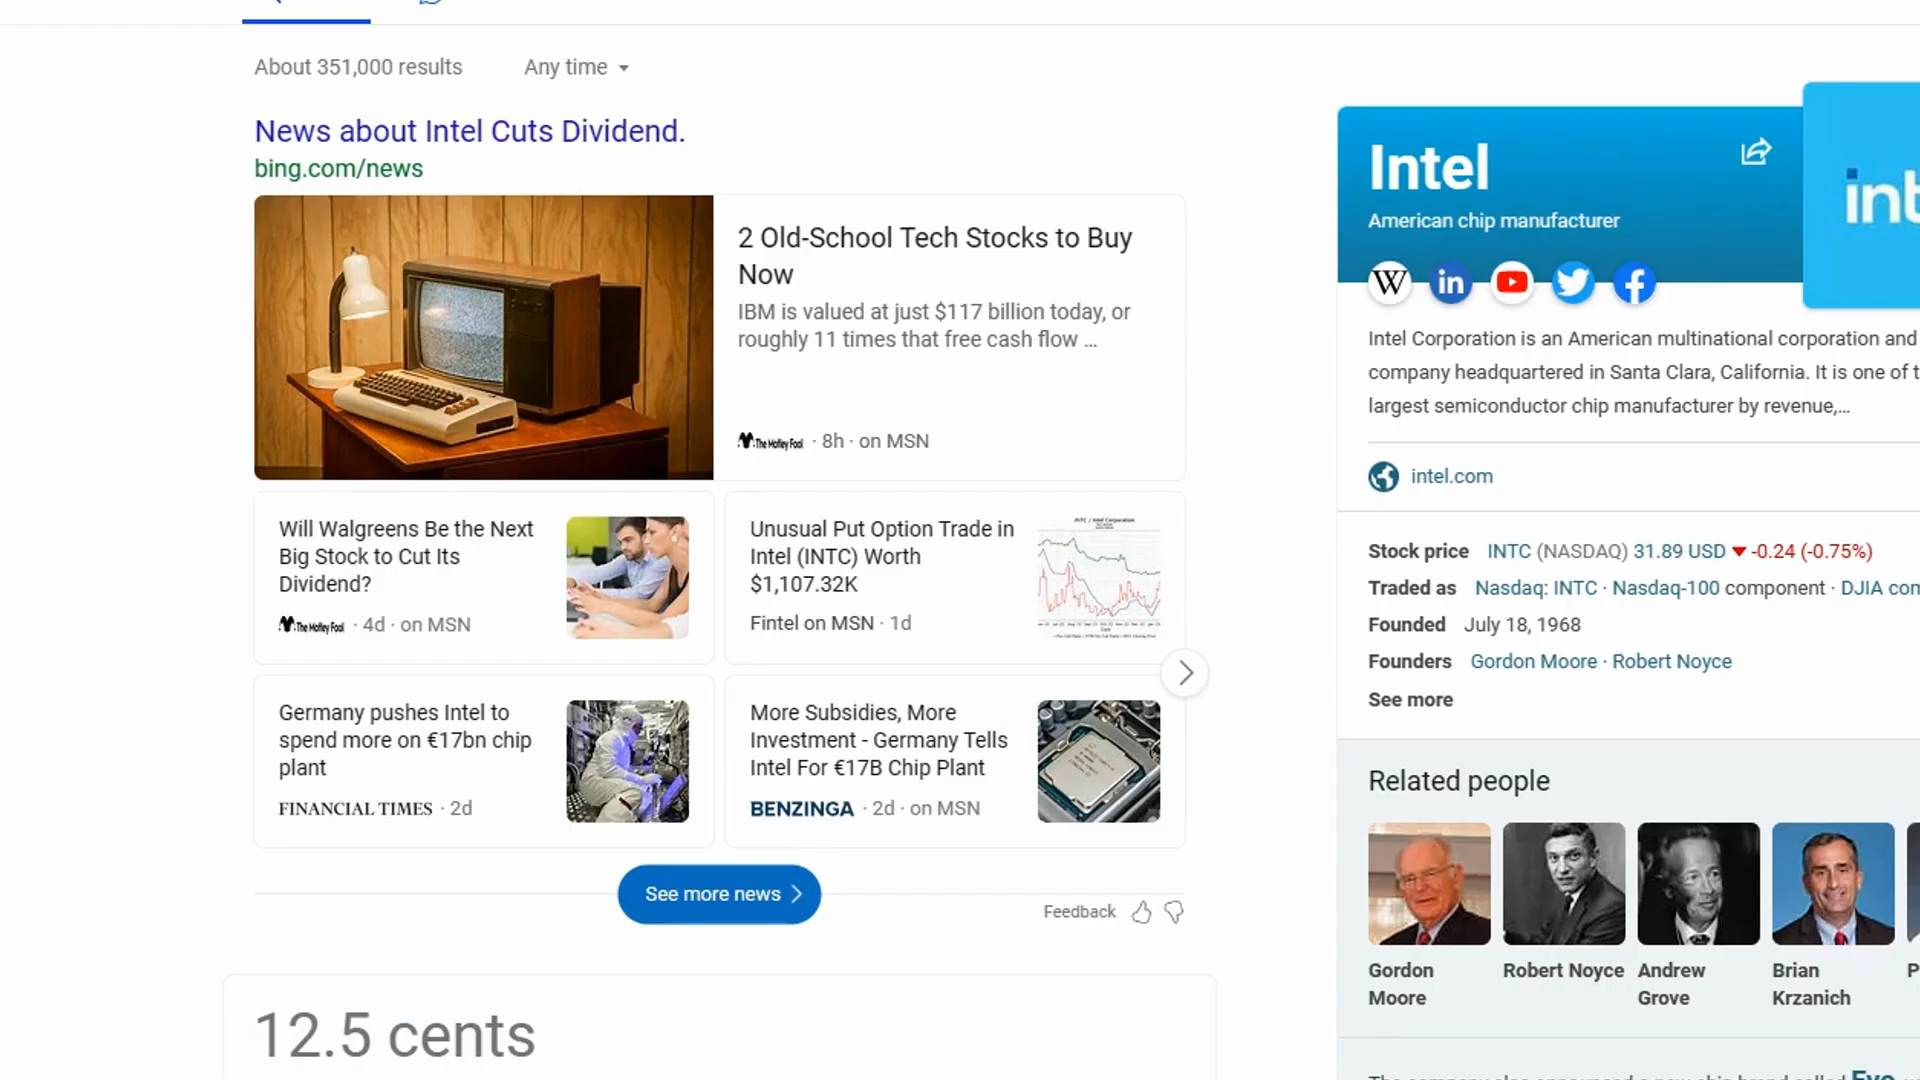 About 351,000 results
Any time
News about Intel Cuts Dividend.
bing.com/news
2 Old-School Tech Stocks to Buy
Now
IBM is valued at just $117 billion today, or
roughly 11 times that free cash flow ...
The Motley Fool · 8h · on MSN
Will Walgreens Be the Next
Big Stock to Cut Its
Dividend?
The Motley Fool · 4d · on MSN
Unusual Put Option Trade in
Intel (INTC) Worth
$1,107.32K
Fintel on MSN · 1d
Germany pushes Intel to
spend more on €17bn chip
plant
FINANCIAL TIMES · 2d
More Subsidies, More
Investment - Germany Tells
Intel For €17B Chip Plant
BENZINGA · 2d · on MSN
See more news
Feedback
12.5 cents
Intel
American chip manufacturer
int
W
in
Intel Corporation is an American multinational corporation and
company headquartered in Santa Clara, California. It is one of t
largest semiconductor chip manufacturer by revenue,...
intel.com
Stock price INTC (NASDAQ) 31.89 USD ▼ -0.24 (-0.75%)
Traded as Nasdaq: INTC · Nasdaq-100 component · DJIA com
Founded July 18, 1968
Founders Gordon Moore · Robert Noyce
See more
Related people
Gordon
Moore
Robert Noyce
Andrew
Grove
Brian
Krzanich
P